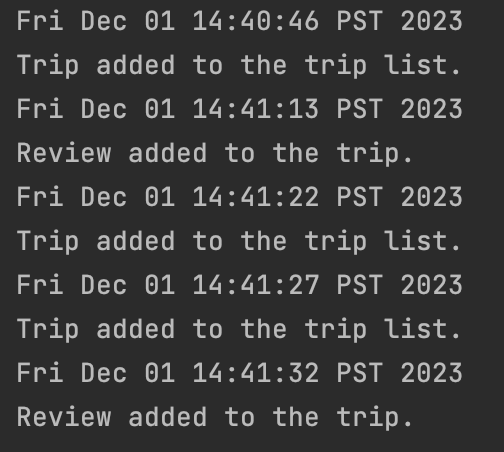 Fri Dec 01 14:40:46 PST 2023
Trip added to the trip list.
Fri Dec 01 14:41:13 PST 2023
Review added to the trip.
Fri Dec 01 14:41:22 PST 2023
Trip added to the trip list.
Fri Dec 01 14:41:27 PST 2023
Trip added to the trip list.
Fri Dec 01 14:41:32 PST 2023
Review added to the trip.